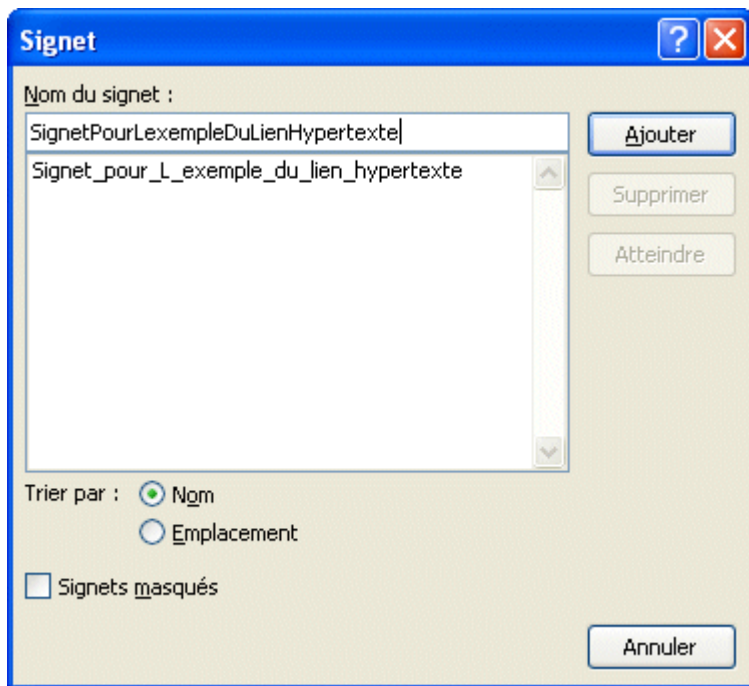 Signet
Nom du signet :
SignetPourLexempleDuLienHypertexte
Ajouter
Signet_pour_L_exemple_du_lien_hypertexte
Supprimer
Atteindre
Trier par : Nom
Emplacement
Signets masqués
Annuler